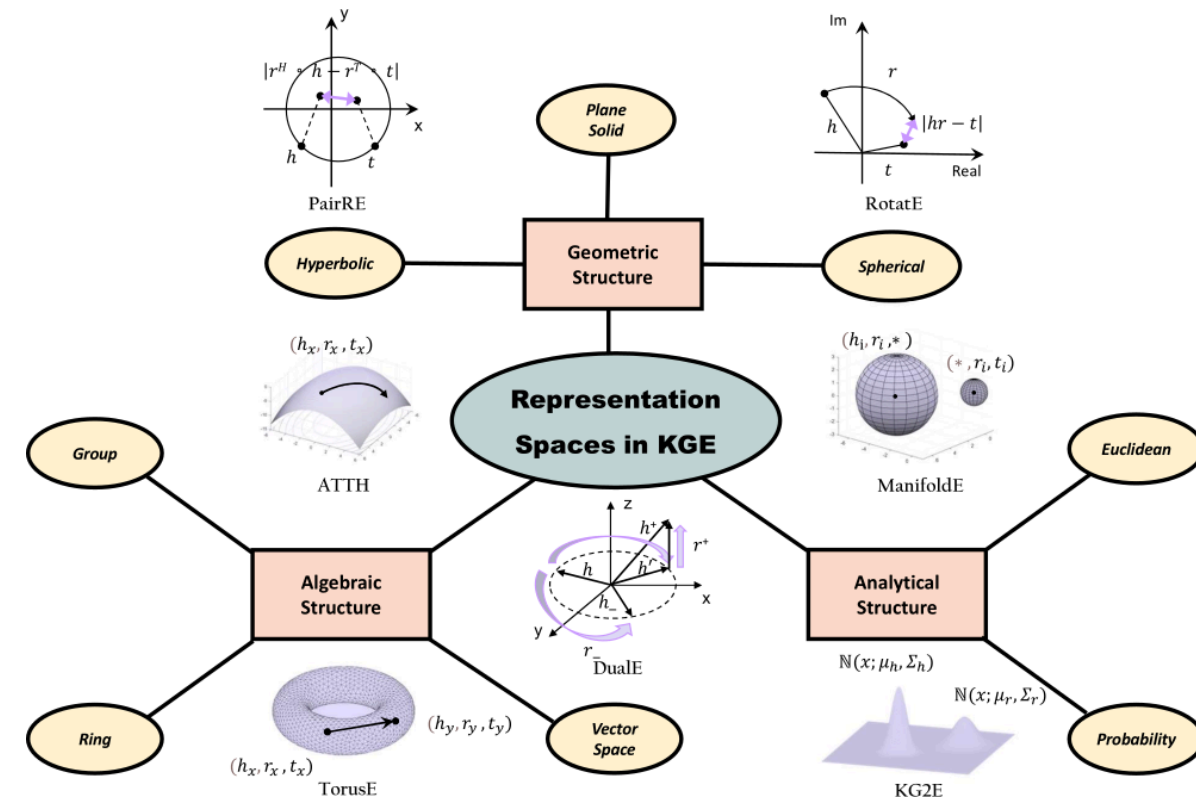 y
|r^H ∘ h − r^T ∘ t|
x
h
t
PairRE
Im
r
h
|hr − t|
t
Real
RotatE
Plane
Solid
Geometric
Structure
Hyperbolic
Spherical
(h_x, r_x, t_x)
ATTH
(h_i, r_i, *)
(*, r_i, t_i)
ManifoldE
Representation
Spaces in KGE
Group
Euclidean
z
h^+
r^+
h
h^r
h_-
x
y
r_-
DualE
Algebraic
Structure
Analytical
Structure
ℕ(x; μ_h, Σ_h)
ℕ(x; μ_r, Σ_r)
KG2E
(h_y, r_y, t_y)
(h_x, r_x, t_x)
TorusE
Ring
Vector
Space
Probability